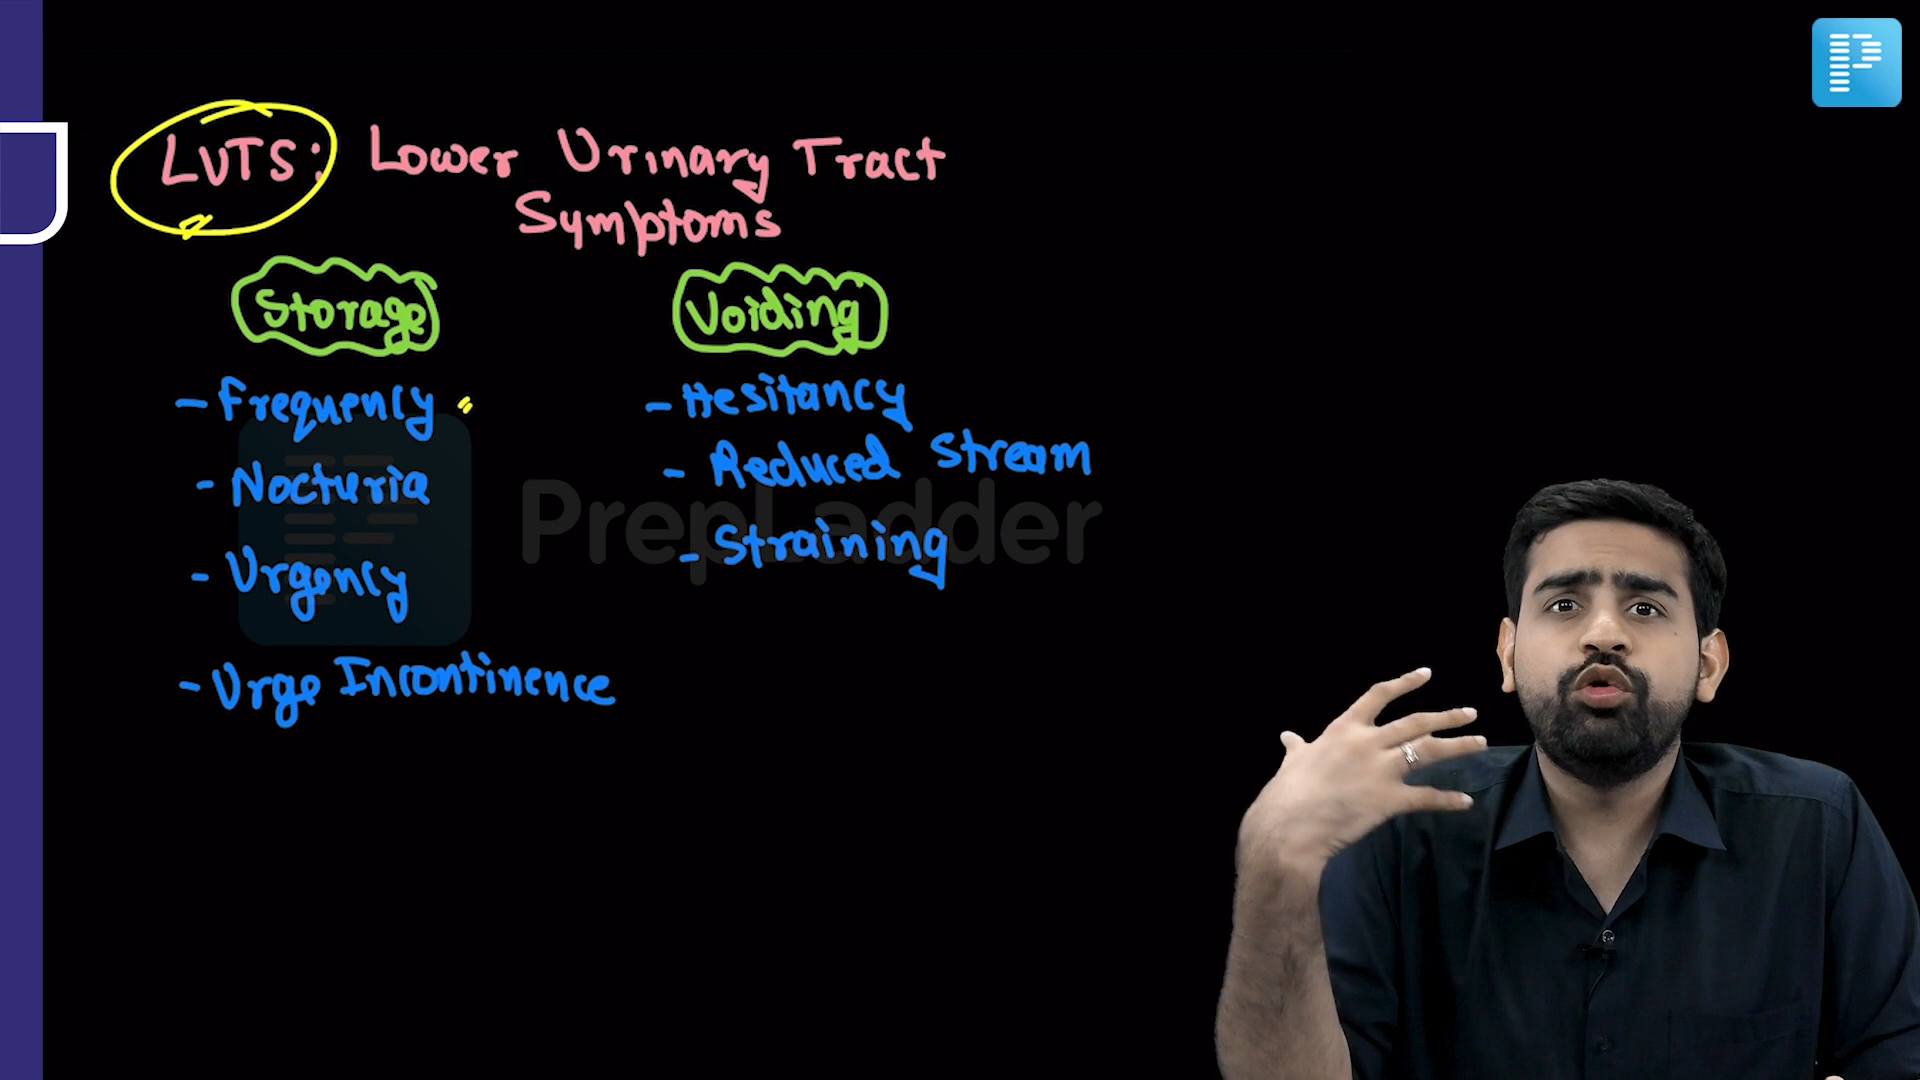 LUTS: Lower Urinary Tract
Symptoms
Storage
- Frequency "
- Nocturia
- Urgency
- Urge Incontinence
Voiding
- Hesitancy
- Reduced Stream
- Straining
PrepLadder